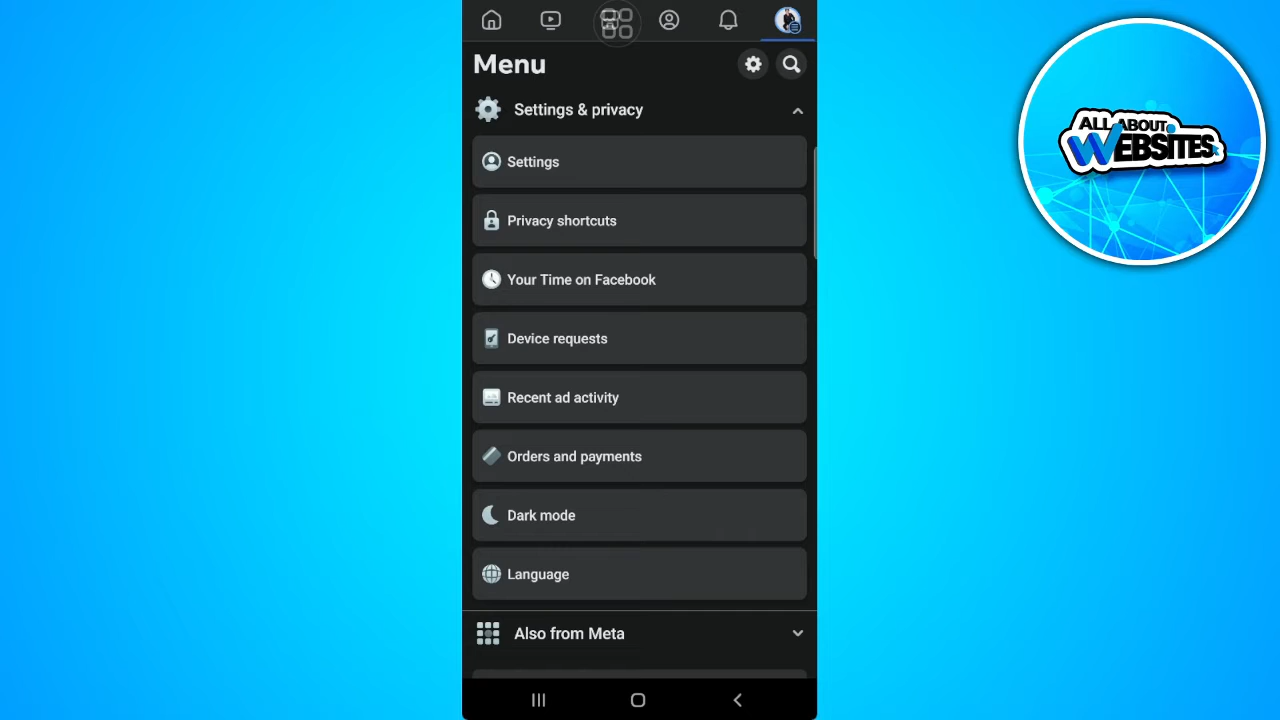 Menu
Settings & privacy
Settings
Privacy shortcuts
Your Time on Facebook
Device requests
Recent ad activity
Orders and payments
Dark mode
Language
Also from Meta
ALL ABOUT
WEBSITES